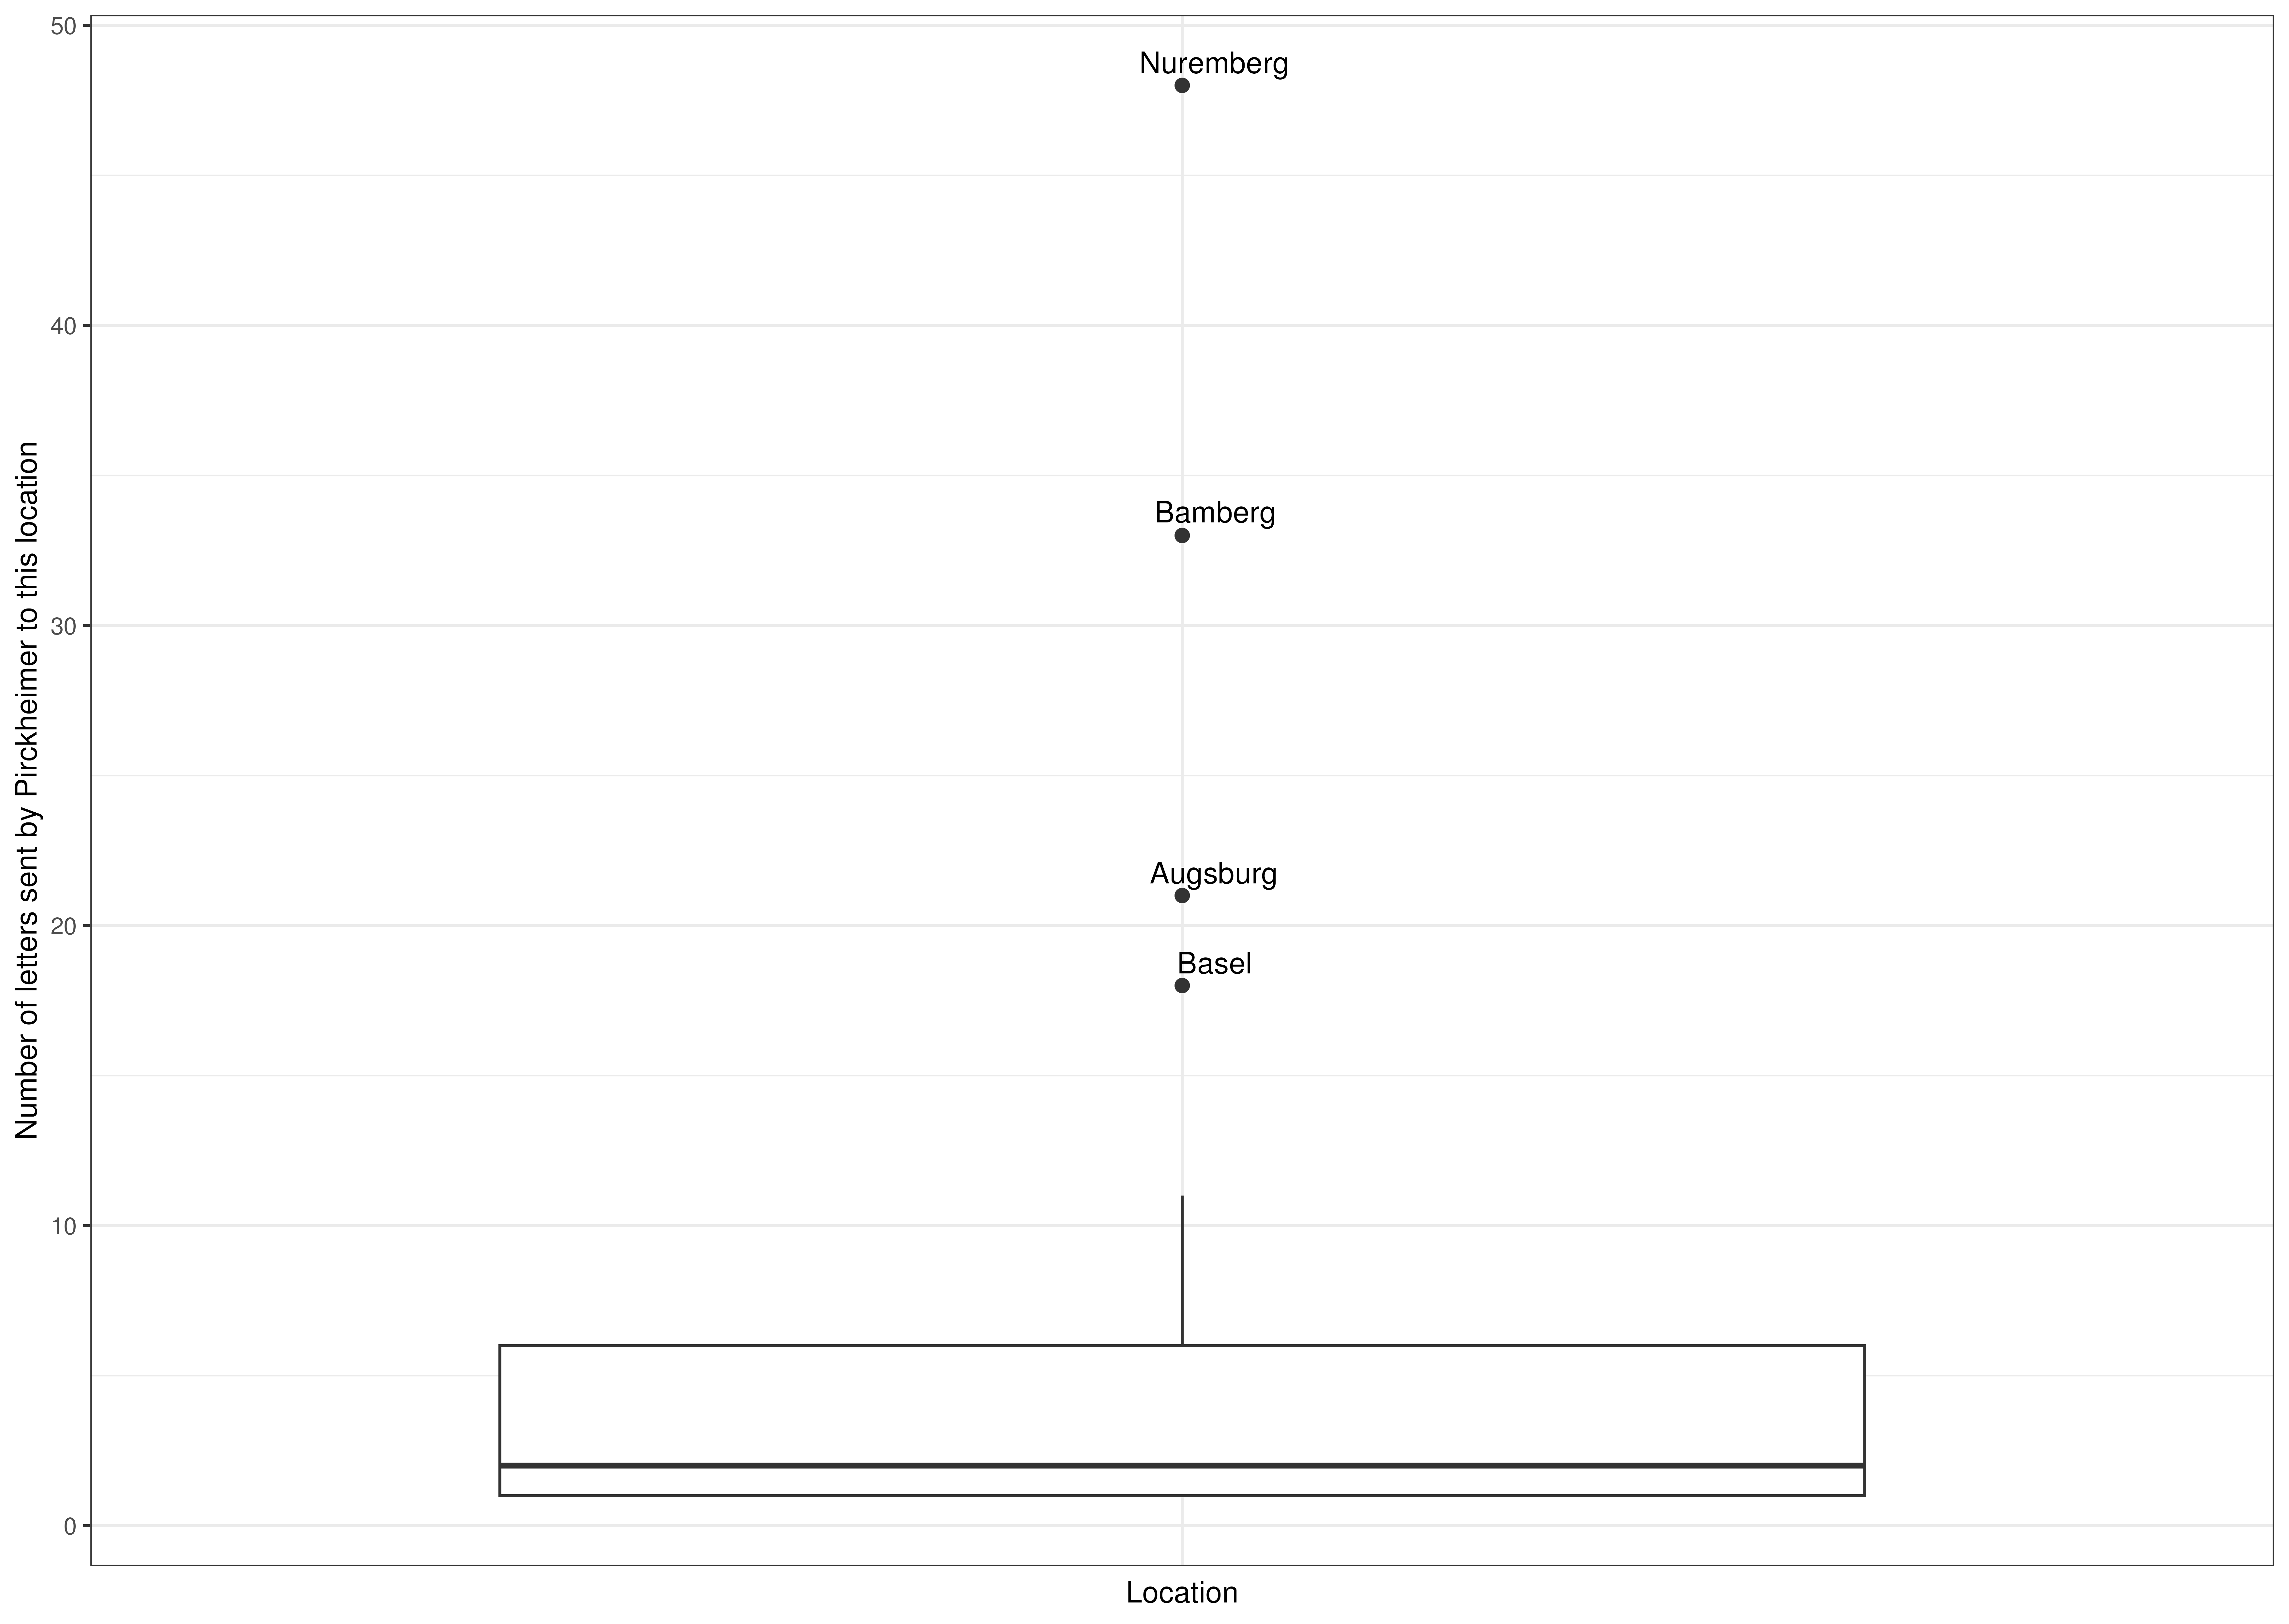 Number of letters sent by Pirckheimer to this location
50
40
30
20
10
0
Nuremberg
Bamberg
Augsburg
Basel
Location